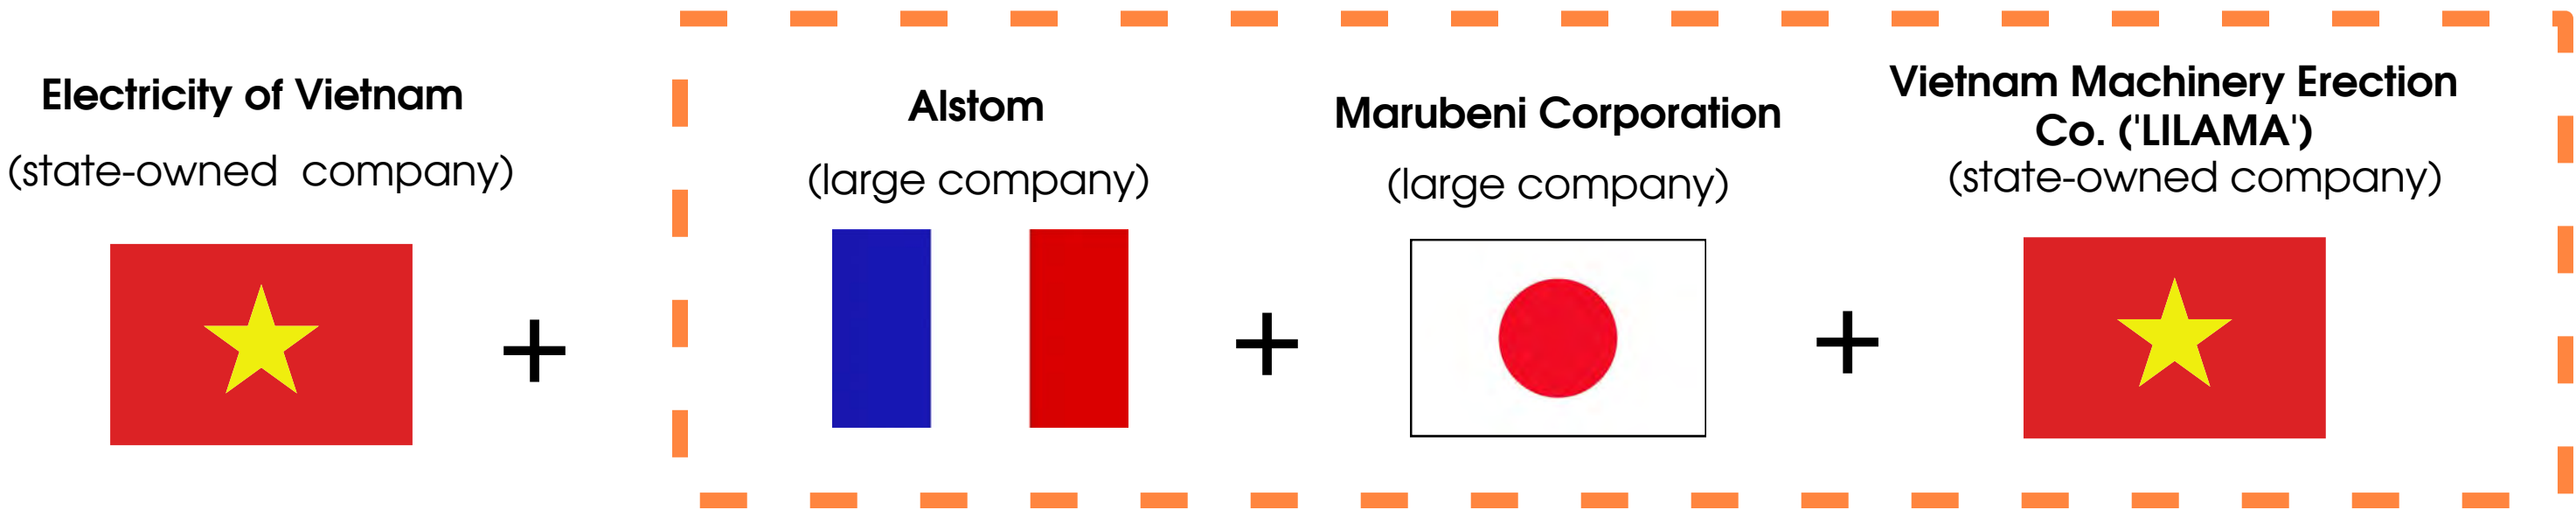 Electricity of Vietnam
(state-owned company)
+
Alstom
(large company)
+
Marubeni Corporation
(large company)
+
Vietnam Machinery Erection
Co. ('LILAMA')
(state-owned company)